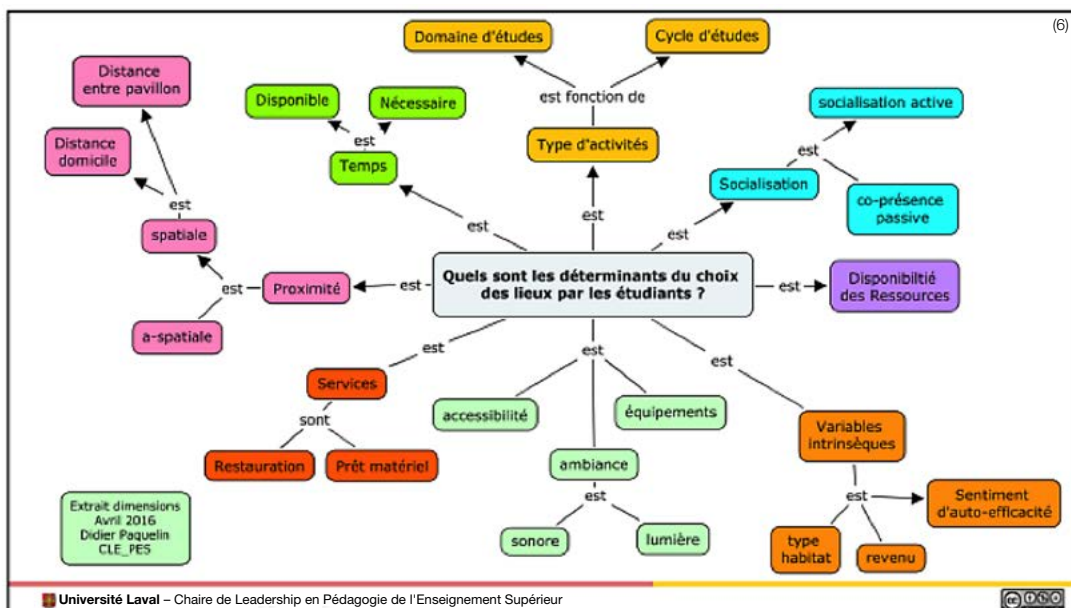 (6)
Domaine d'études
Cycle d'études
Distance
entre pavillon
Disponible
Nécessaire
est fonction de
socialisation active
Distance
domicile
est
Temps
Type d'activités
est
Socialisation
co-présence
passive
est
spatiale
est
est
est
Quels sont les déterminants du choix
des lieux par les étudiants ?
est
Proximité
est
est
Disponibiltié
des Ressources
a-spatiale
est
est
est
Services
accessibilité
équipements
sont
Variables
intrinsèques
Restauration
Prêt matériel
ambiance
est
est
Sentiment
d'auto-efficacité
sonore
lumière
type
habitat
revenu
Extrait dimensions
Avril 2016
Didier Paquelin
CLE_PES
Université Laval – Chaire de Leadership en Pédagogie de l'Enseignement Supérieur